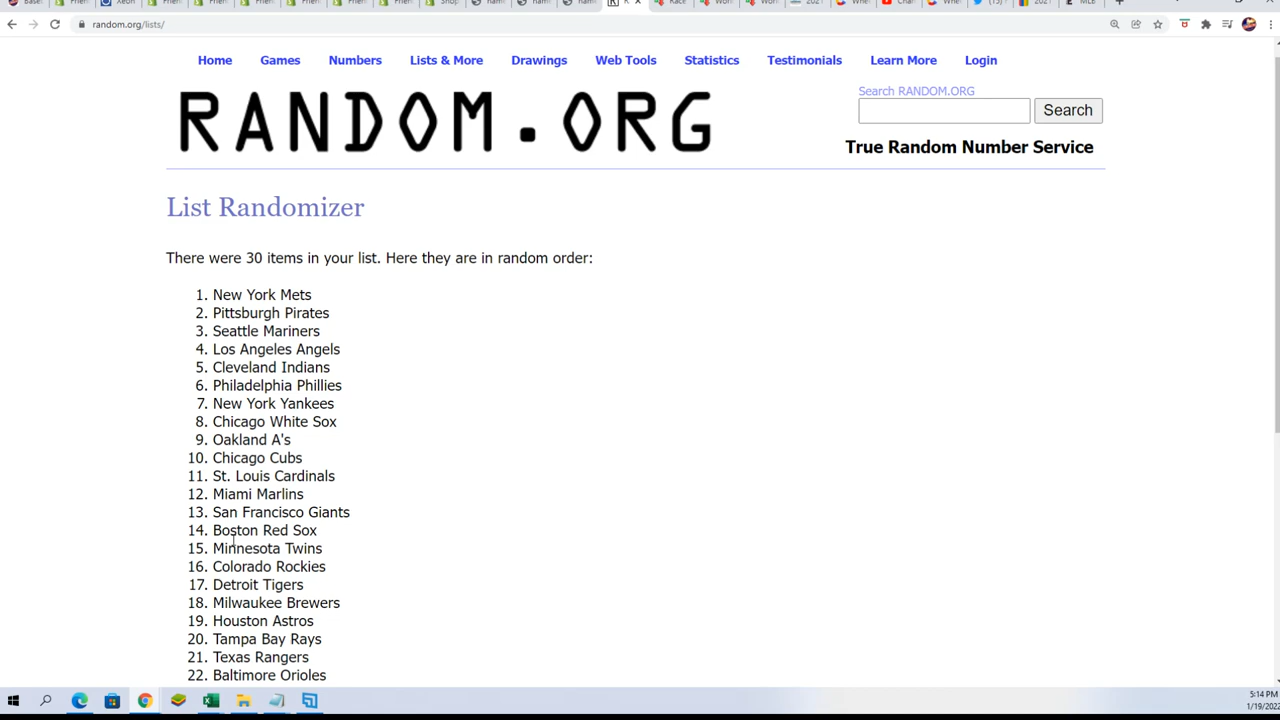 random.org/lists/
Home Games Numbers Lists & More Drawings Web Tools Statistics Testimonials Learn More Login
RANDOM.ORG
Search RANDOM.ORG
Search
True Random Number Service
List Randomizer
There were 30 items in your list. Here they are in random order:
1. New York Mets
2. Pittsburgh Pirates
3. Seattle Mariners
4. Los Angeles Angels
5. Cleveland Indians
6. Philadelphia Phillies
7. New York Yankees
8. Chicago White Sox
9. Oakland A's
10. Chicago Cubs
11. St. Louis Cardinals
12. Miami Marlins
13. San Francisco Giants
14. Boston Red Sox
15. Minnesota Twins
16. Colorado Rockies
17. Detroit Tigers
18. Milwaukee Brewers
19. Houston Astros
20. Tampa Bay Rays
21. Texas Rangers
22. Baltimore Orioles
5:14 PM